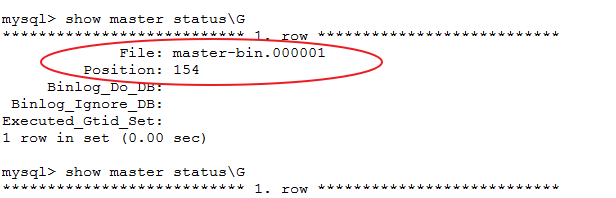 mysql> show master status\G
*************************** 1. row ***************************
File: master-bin.000001
Position: 154
Binlog_Do_DB:
Binlog_Ignore_DB:
Executed_Gtid_Set:
1 row in set (0.00 sec)
mysql> show master status\G
*************************** 1. row ***************************